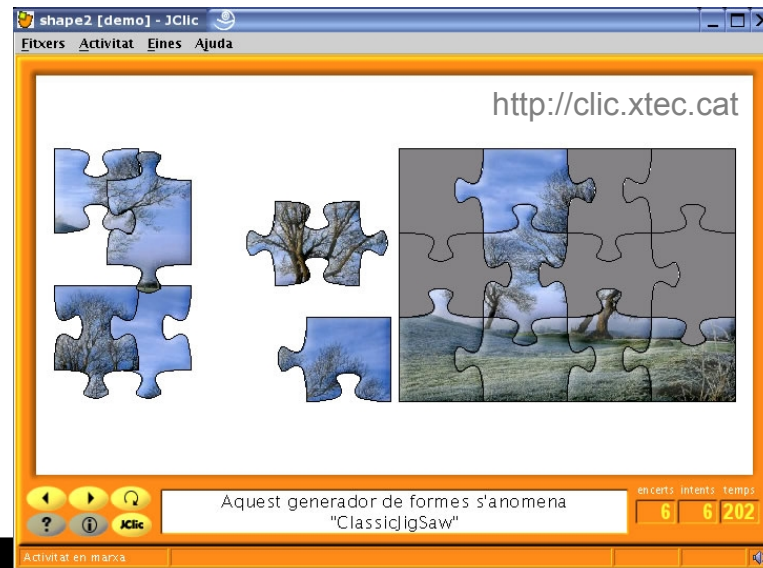 shape2 [demo] - JClic
Fitxers Activitat Eines Ajuda
http://clic.xtec.cat
Aquest generador de formes s'anomena
"ClassicJigSaw"
encerts intents temps
6 6 202
? i JClic
Activitat en marxa